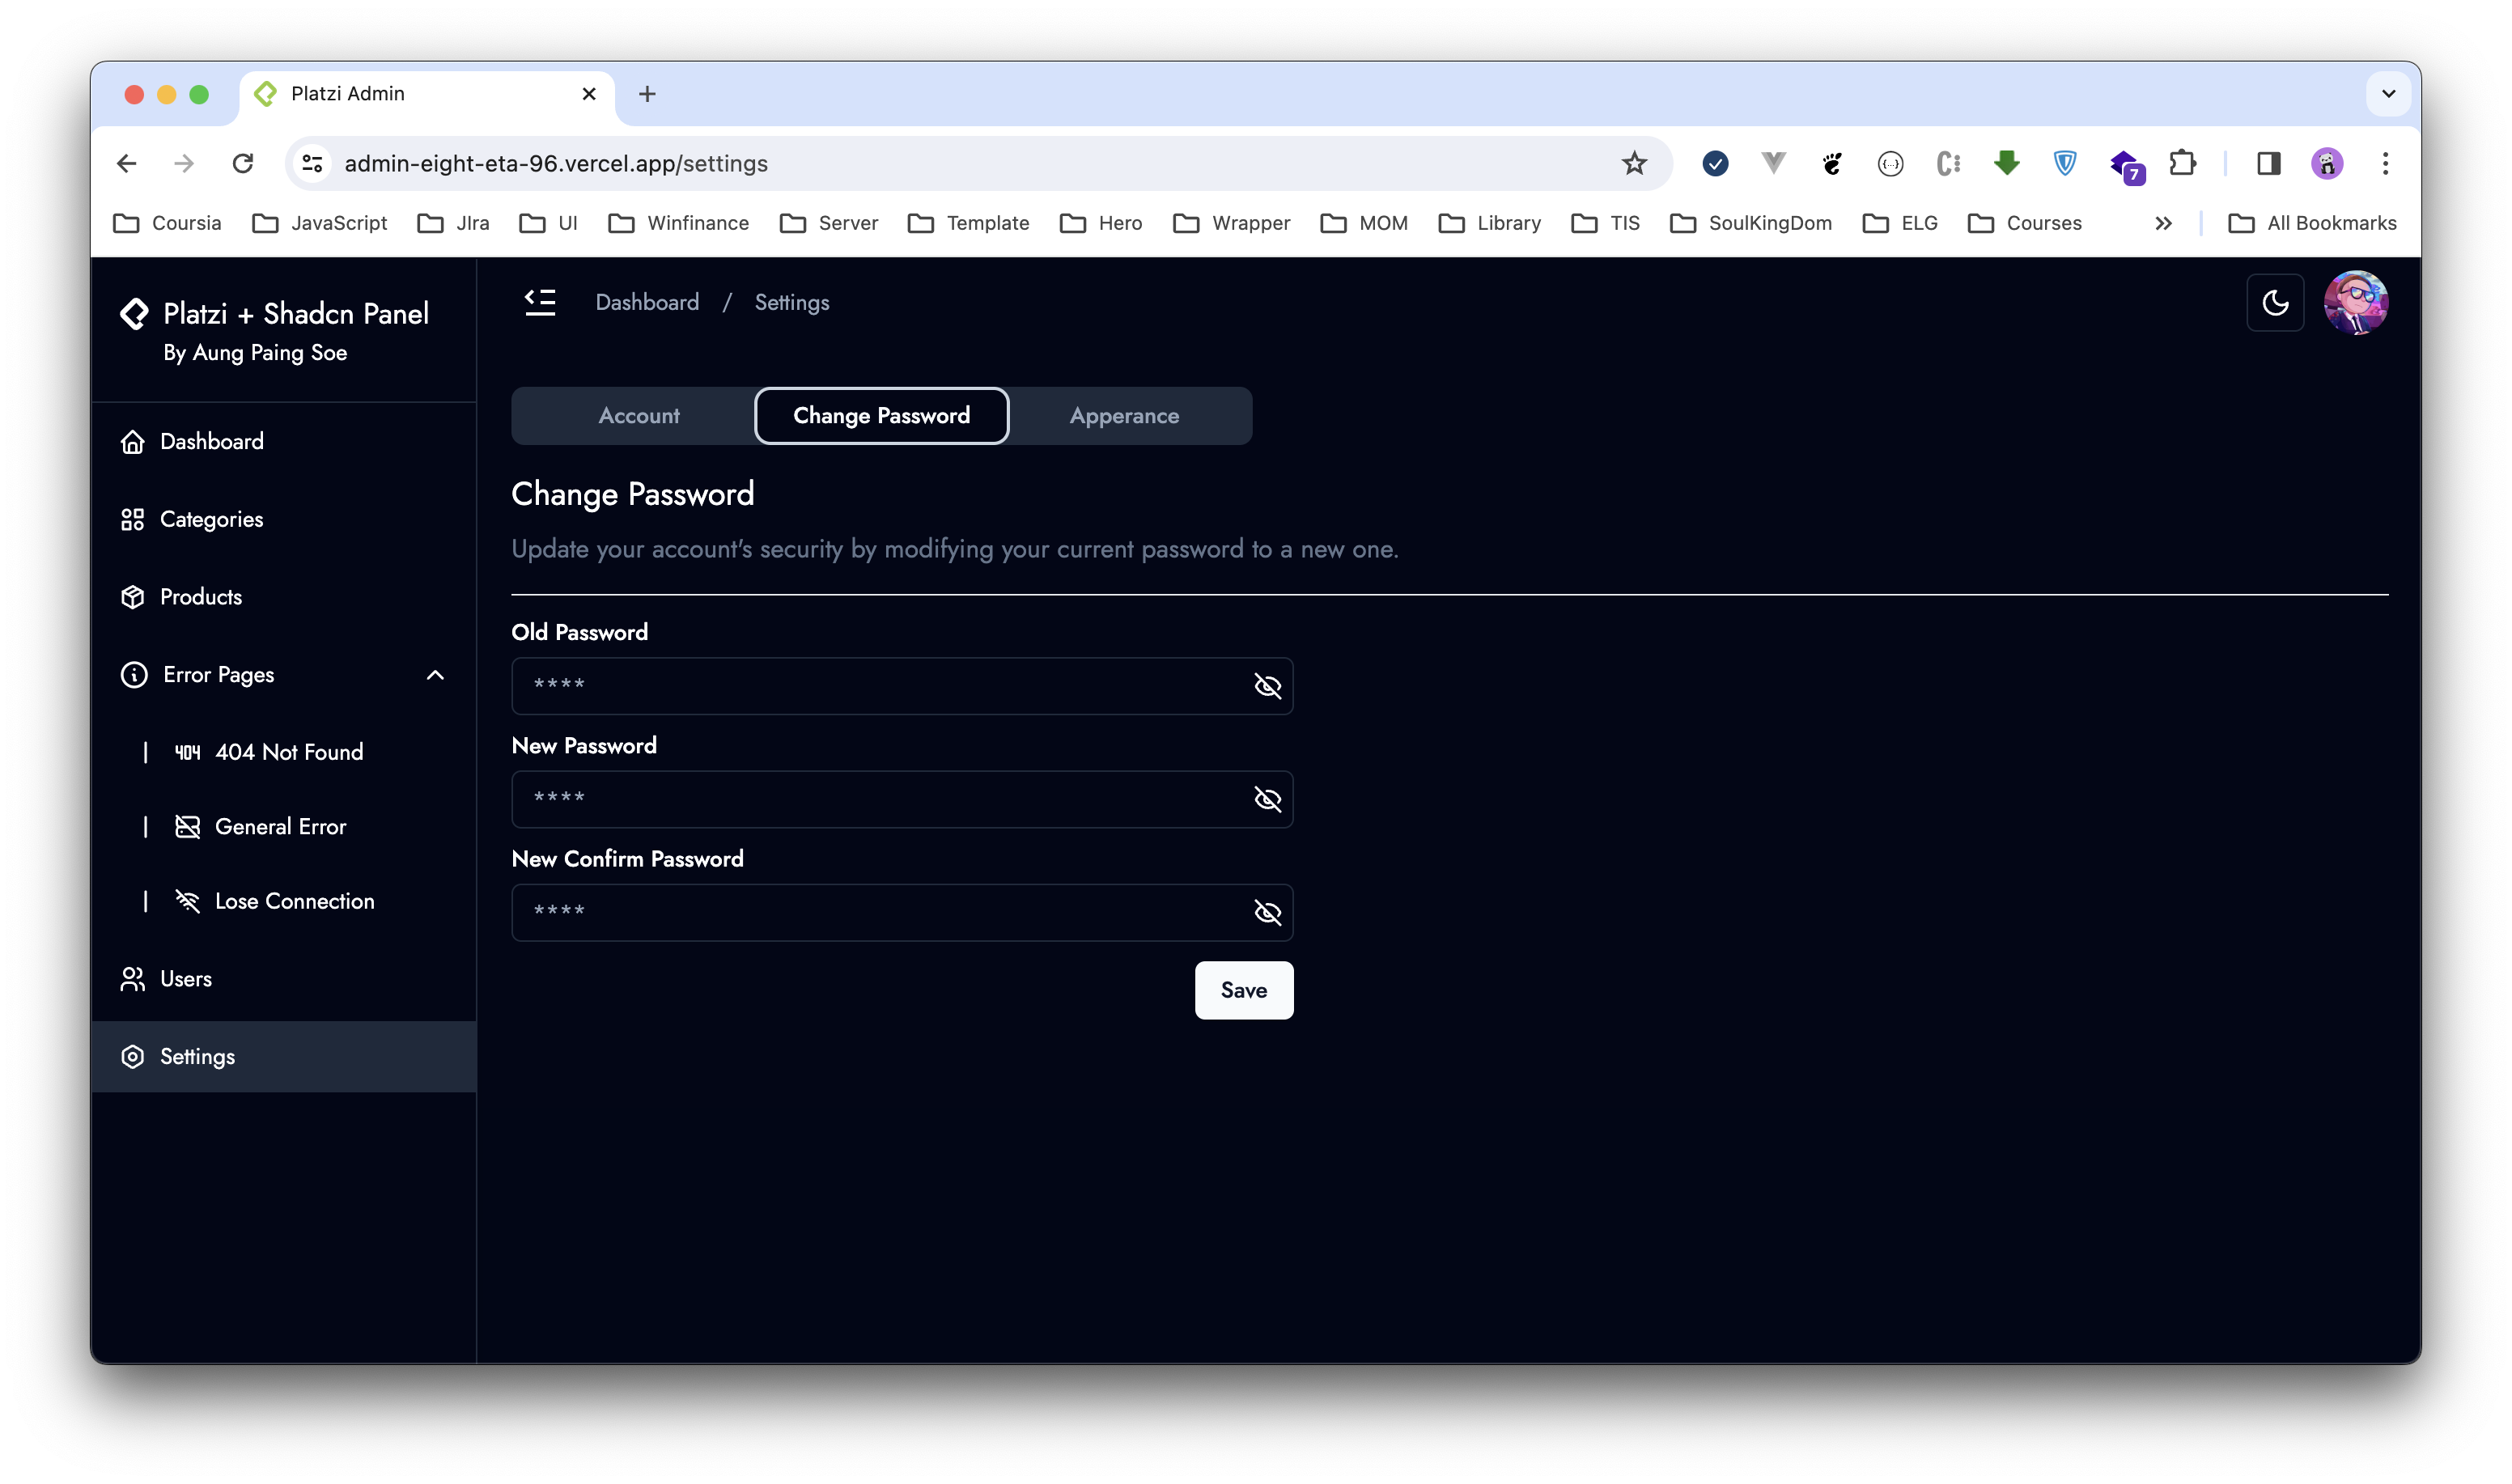 Platzi Admin
admin-eight-eta-96.vercel.app/settings
7
Coursia JavaScript JIra UI Winfinance Server Template Hero Wrapper MOM Library TIS SoulKingDom ELG Courses All Bookmarks
Platzi + Shadcn Panel
By Aung Paing Soe
Dashboard
Categories
Products
Error Pages
404 404 Not Found
General Error
Lose Connection
Users
Settings
Dashboard / Settings
Account Change Password Apperance
Change Password
Update your account's security by modifying your current password to a new one.
Old Password
****
New Password
****
New Confirm Password
****
Save